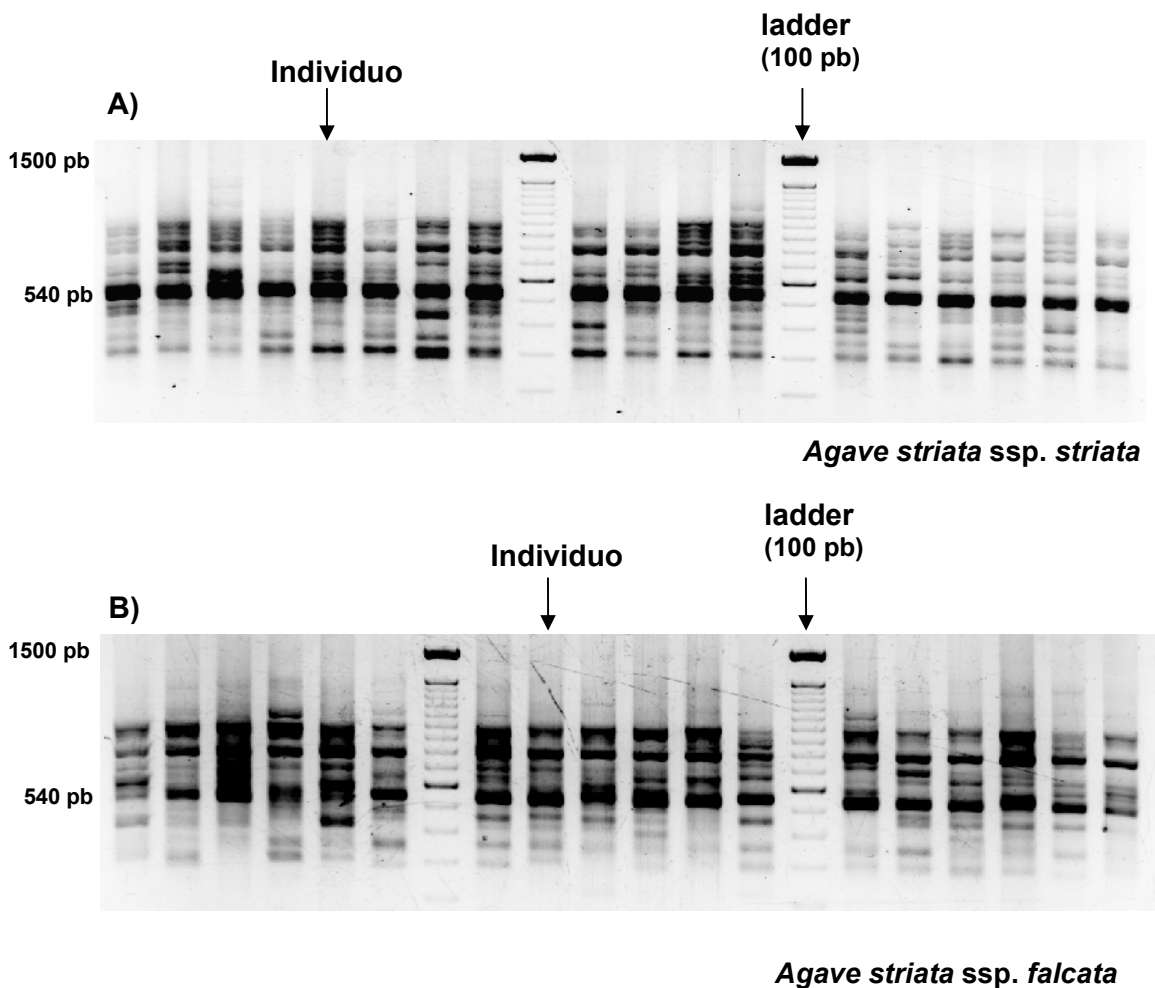 ladder
(100 pb)
Individuo
A)
1500 pb
540 pb
Agave striata ssp. striata
ladder
(100 pb)
Individuo
B)
1500 pb
540 pb
Agave striata ssp. falcata